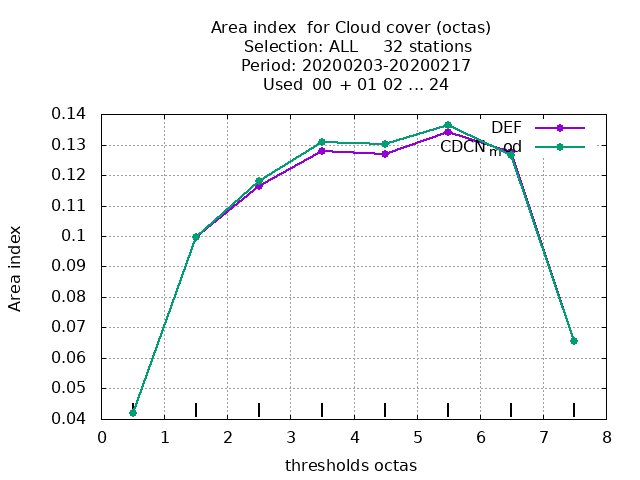 Area index  for Cloud cover (octas)
Selection: ALL     32 stations
Period: 20200203-20200217
Used  00 + 01 02 ... 24
DEF
CDCN_mod
Area index
0.14
0.13
0.12
0.11
0.1
0.09
0.08
0.07
0.06
0.05
0.04
0 1 2 3 4 5 6 7 8
thresholds octas